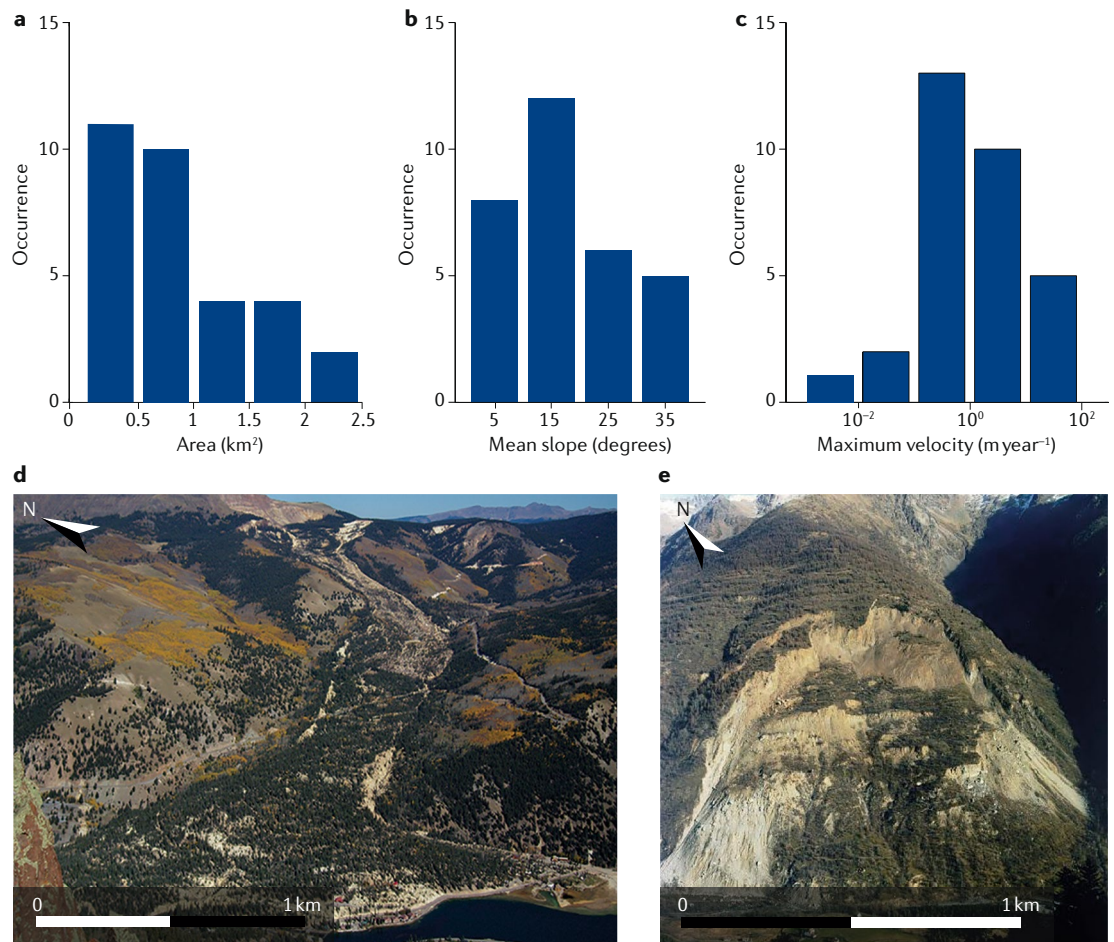 a
15
10
5
0
Occurrence
0 0.5 1 1.5 2 2.5
Area (km²)
b
15
10
5
0
Occurrence
5 15 25 35
Mean slope (degrees)
c
15
10
5
0
Occurrence
10⁻² 10⁰ 10²
Maximum velocity (m year⁻¹)
d
N
0 1 km
e
N
0 1 km